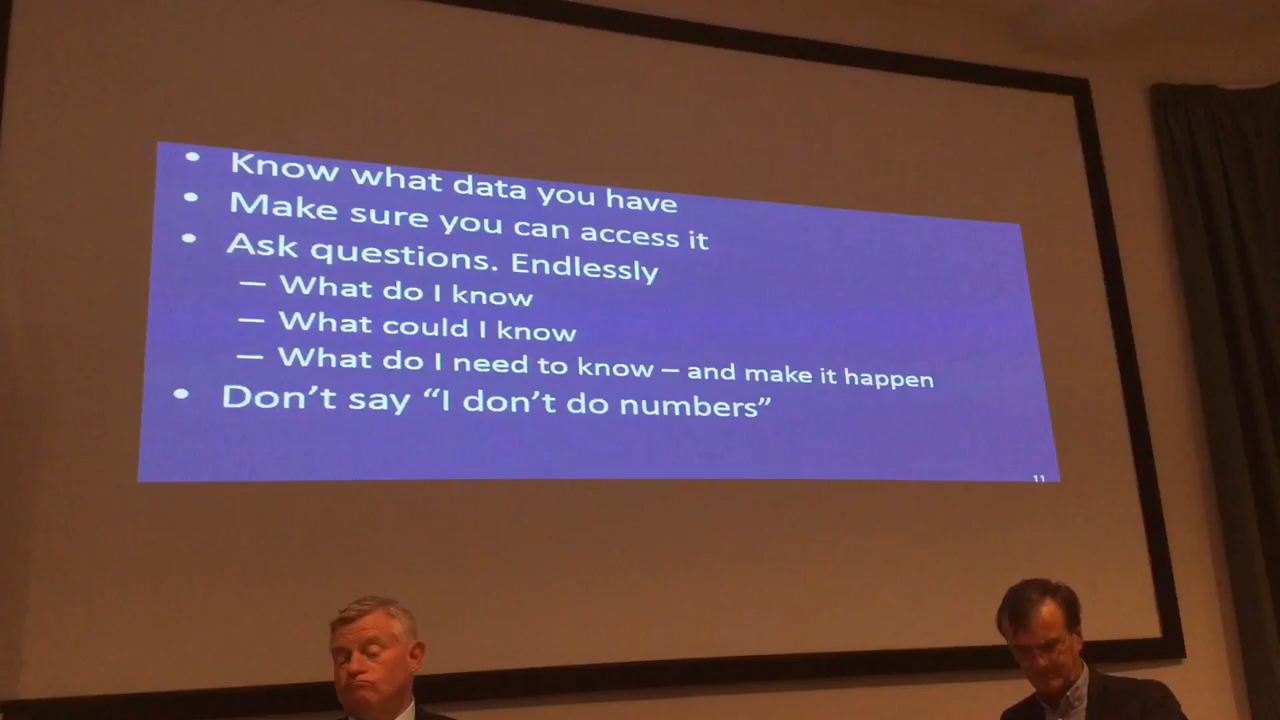 • Know what data you have
• Make sure you can access it
• Ask questions. Endlessly
– What do I know
– What could I know
– What do I need to know – and make it happen
• Don't say “I don't do numbers”
11